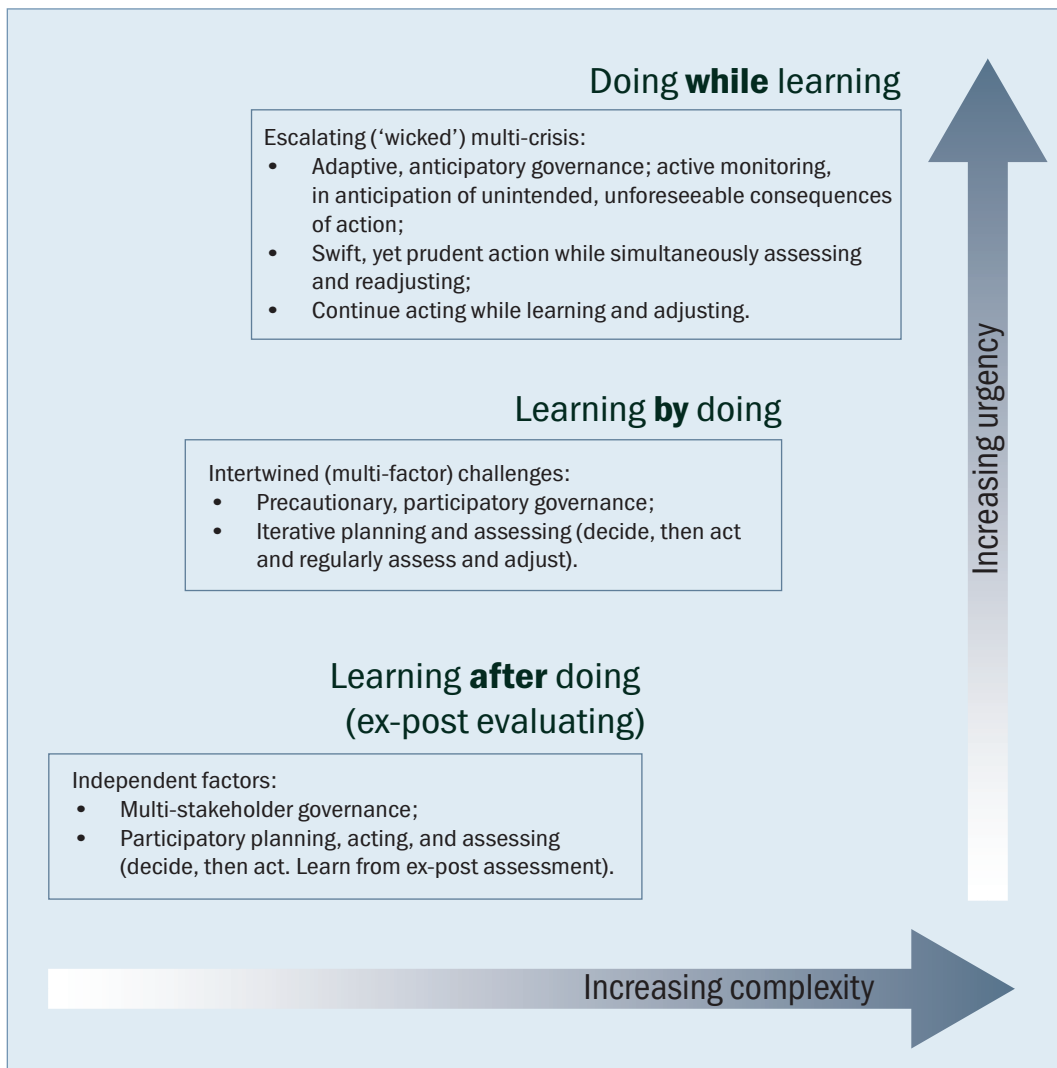 Doing while learning
Escalating (‘wicked’) multi-crisis:
• Adaptive, anticipatory governance; active monitoring,
in anticipation of unintended, unforeseeable consequences
of action;
• Swift, yet prudent action while simultaneously assessing
and readjusting;
• Continue acting while learning and adjusting.
Learning by doing
Intertwined (multi-factor) challenges:
• Precautionary, participatory governance;
• Iterative planning and assessing (decide, then act
and regularly assess and adjust).
Learning after doing
(ex-post evaluating)
Independent factors:
• Multi-stakeholder governance;
• Participatory planning, acting, and assessing
(decide, then act. Learn from ex-post assessment).
Increasing urgency
Increasing complexity